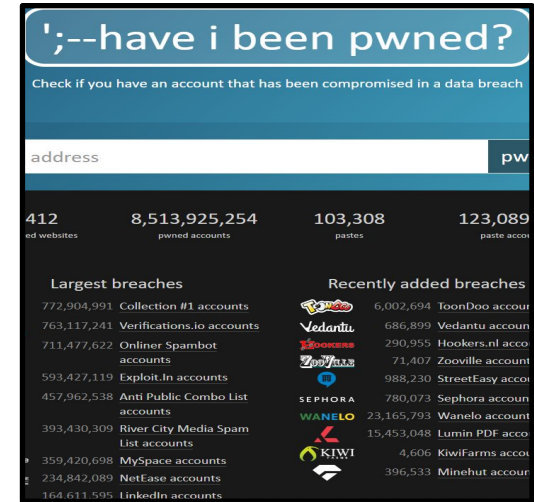 ';--have i been pwned?
Check if you have an account that has been compromised in a data breach
address
pw
412
ed websites
8,513,925,254
pwned accounts
103,308
pastes
123,089
paste accou
Largest breaches
772,904,991 Collection #1 accounts
763,117,241 Verifications.io accounts
711,477,622 Onliner Spambot
accounts
593,427,119 Exploit.In accounts
457,962,538 Anti Public Combo List
accounts
393,430,309 River City Media Spam
List accounts
359,420,698 MySpace accounts
234,842,089 NetEase accounts
164,611,595 LinkedIn accounts
Recently added breaches
TOONDOO 6,002,694 ToonDoo accoun
Vedantu 686,899 Vedantu accoun
HOOKERS 290,955 Hookers.nl acco
ZooVille 71,407 Zooville account
988,230 StreetEasy acco
SEPHORA 780,073 Sephora accoun
WANELO 23,165,793 Wanelo account
15,453,048 Lumin PDF acco
KIWI 4,606 KiwiFarms accou
396,533 Minehut accoun